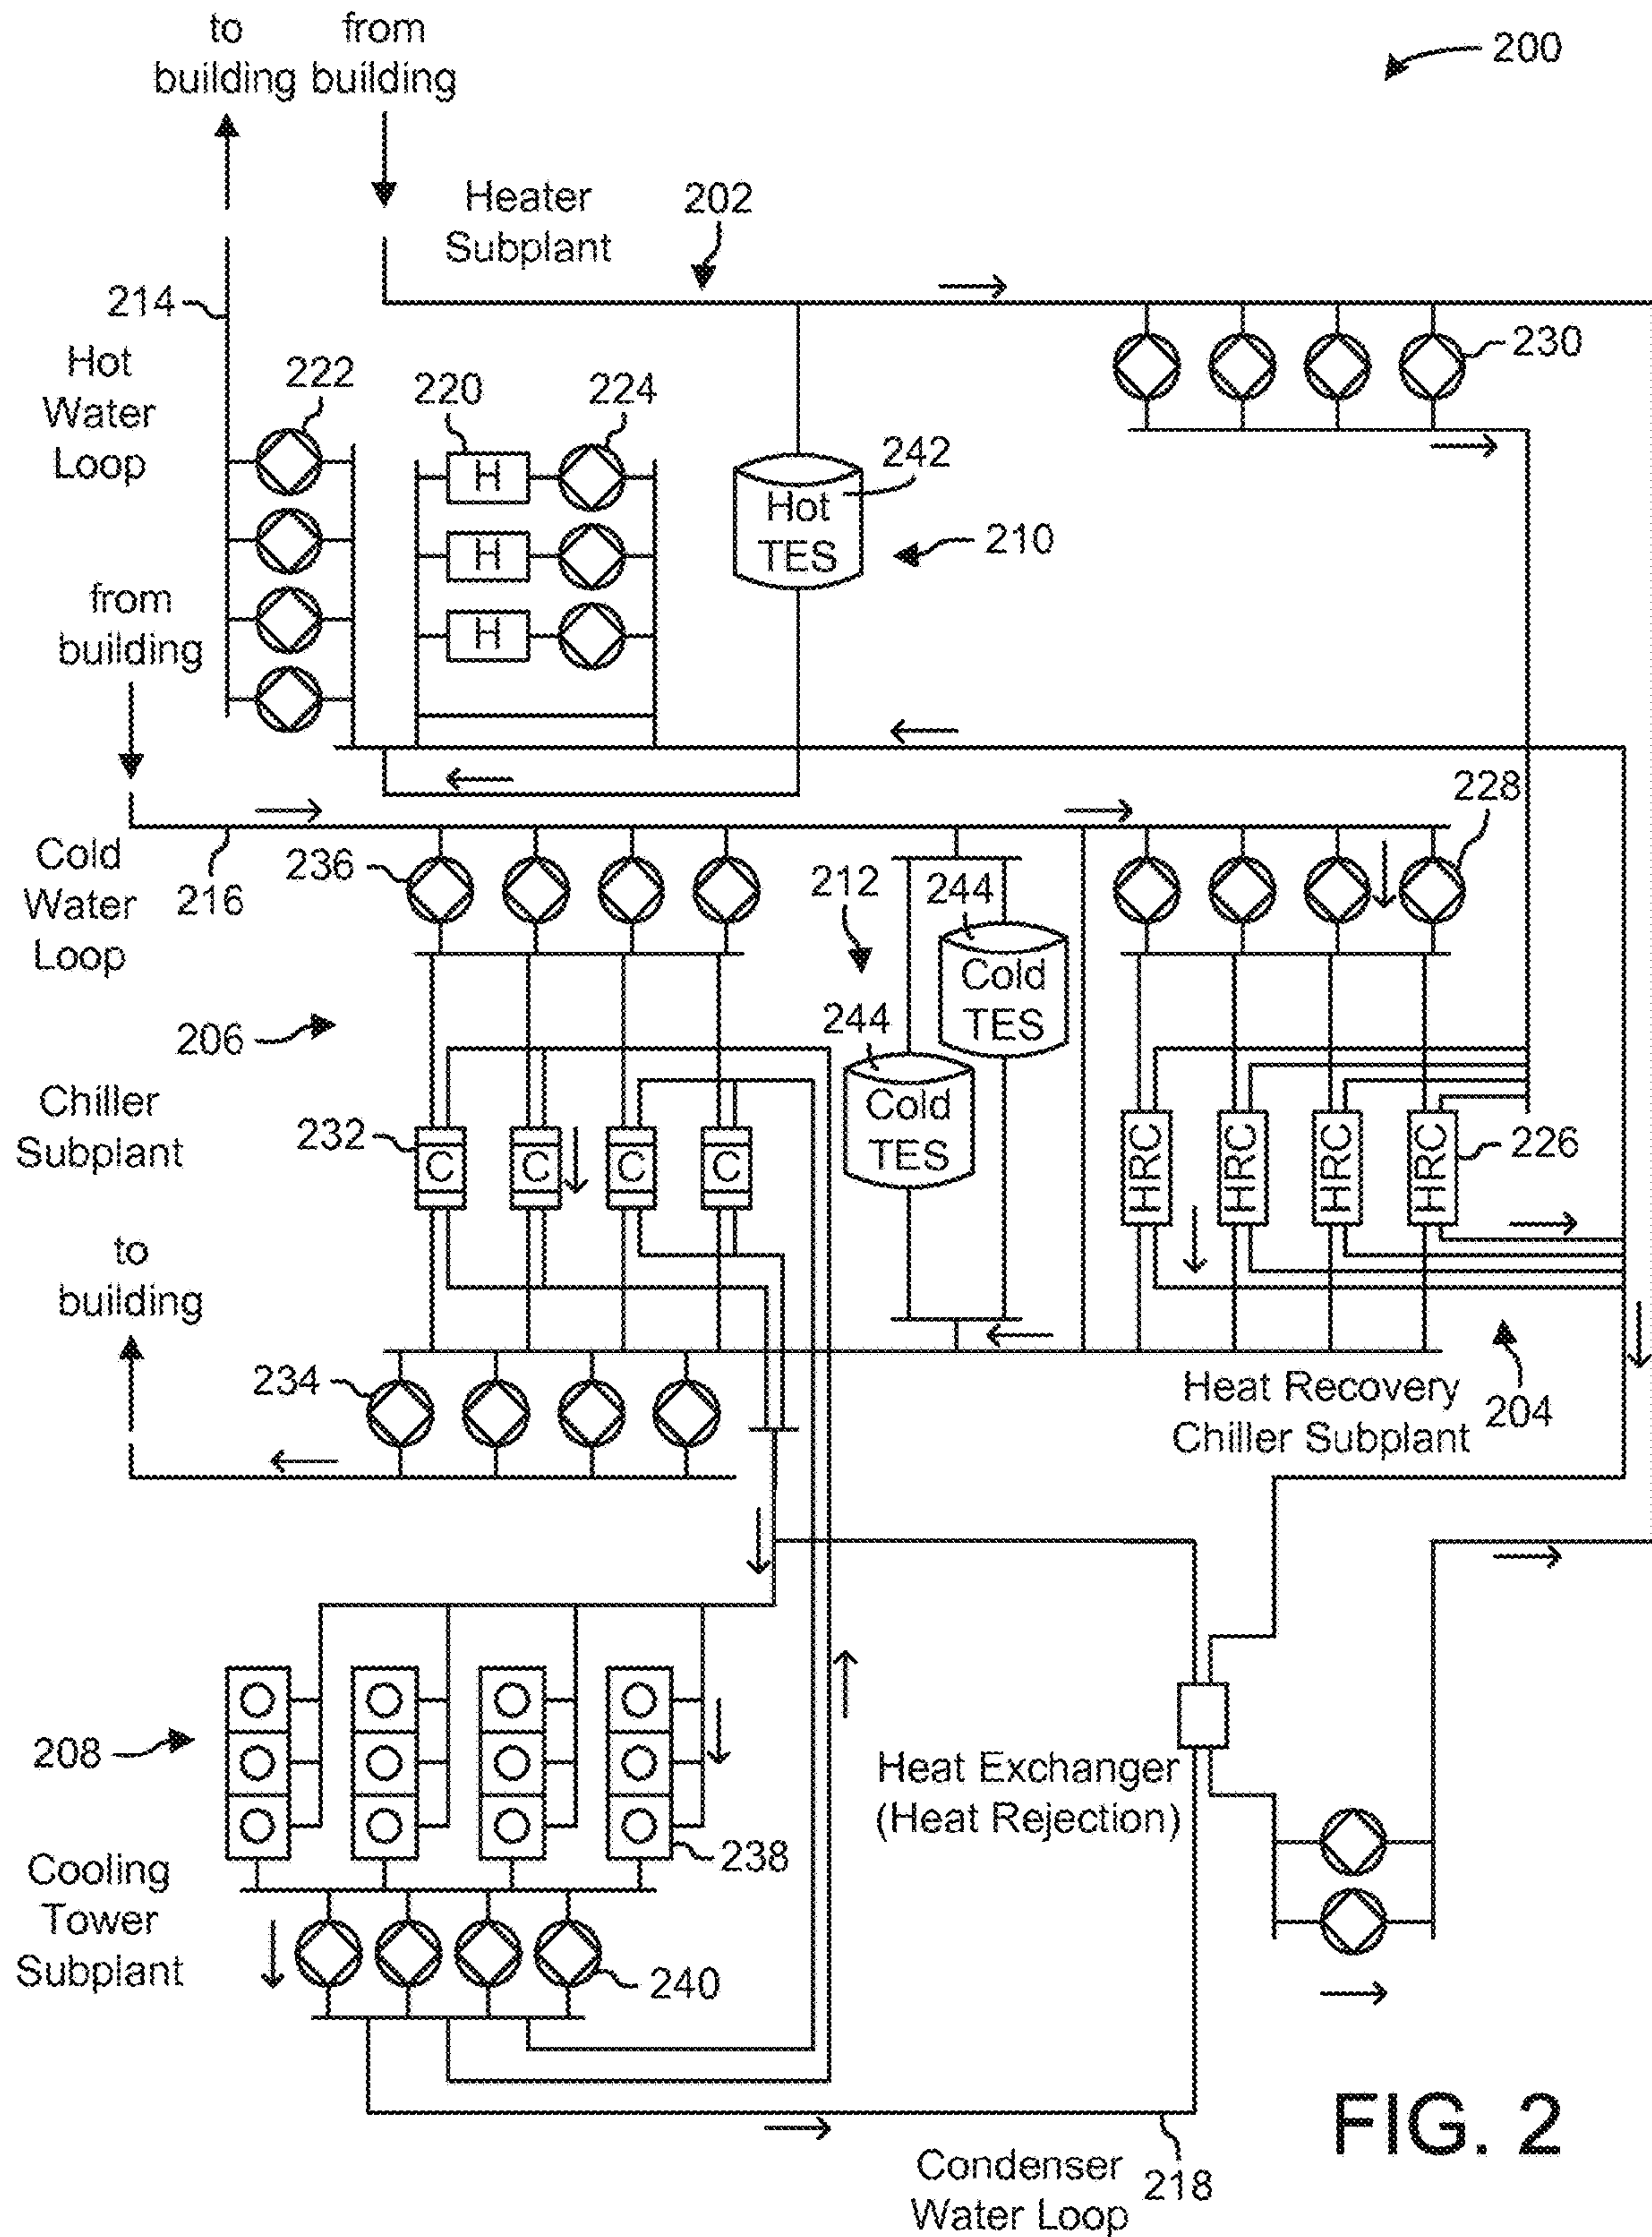 to
building
from
building
200
Heater
Subplant
202
214
Hot
Water
Loop
222
220
224
230
H
H
H
Hot
TES
242
210
from
building
228
Cold
Water
Loop
216
236
212
244
Cold
TES
244
Cold
TES
206
Chiller
Subplant
232
C
C
C
C
HRC
HRC
HRC
HRC
226
to
building
234
Heat Recovery
Chiller Subplant
204
208
Heat Exchanger
(Heat Rejection)
238
Cooling
Tower
Subplant
240
Condenser
Water Loop
218
FIG. 2